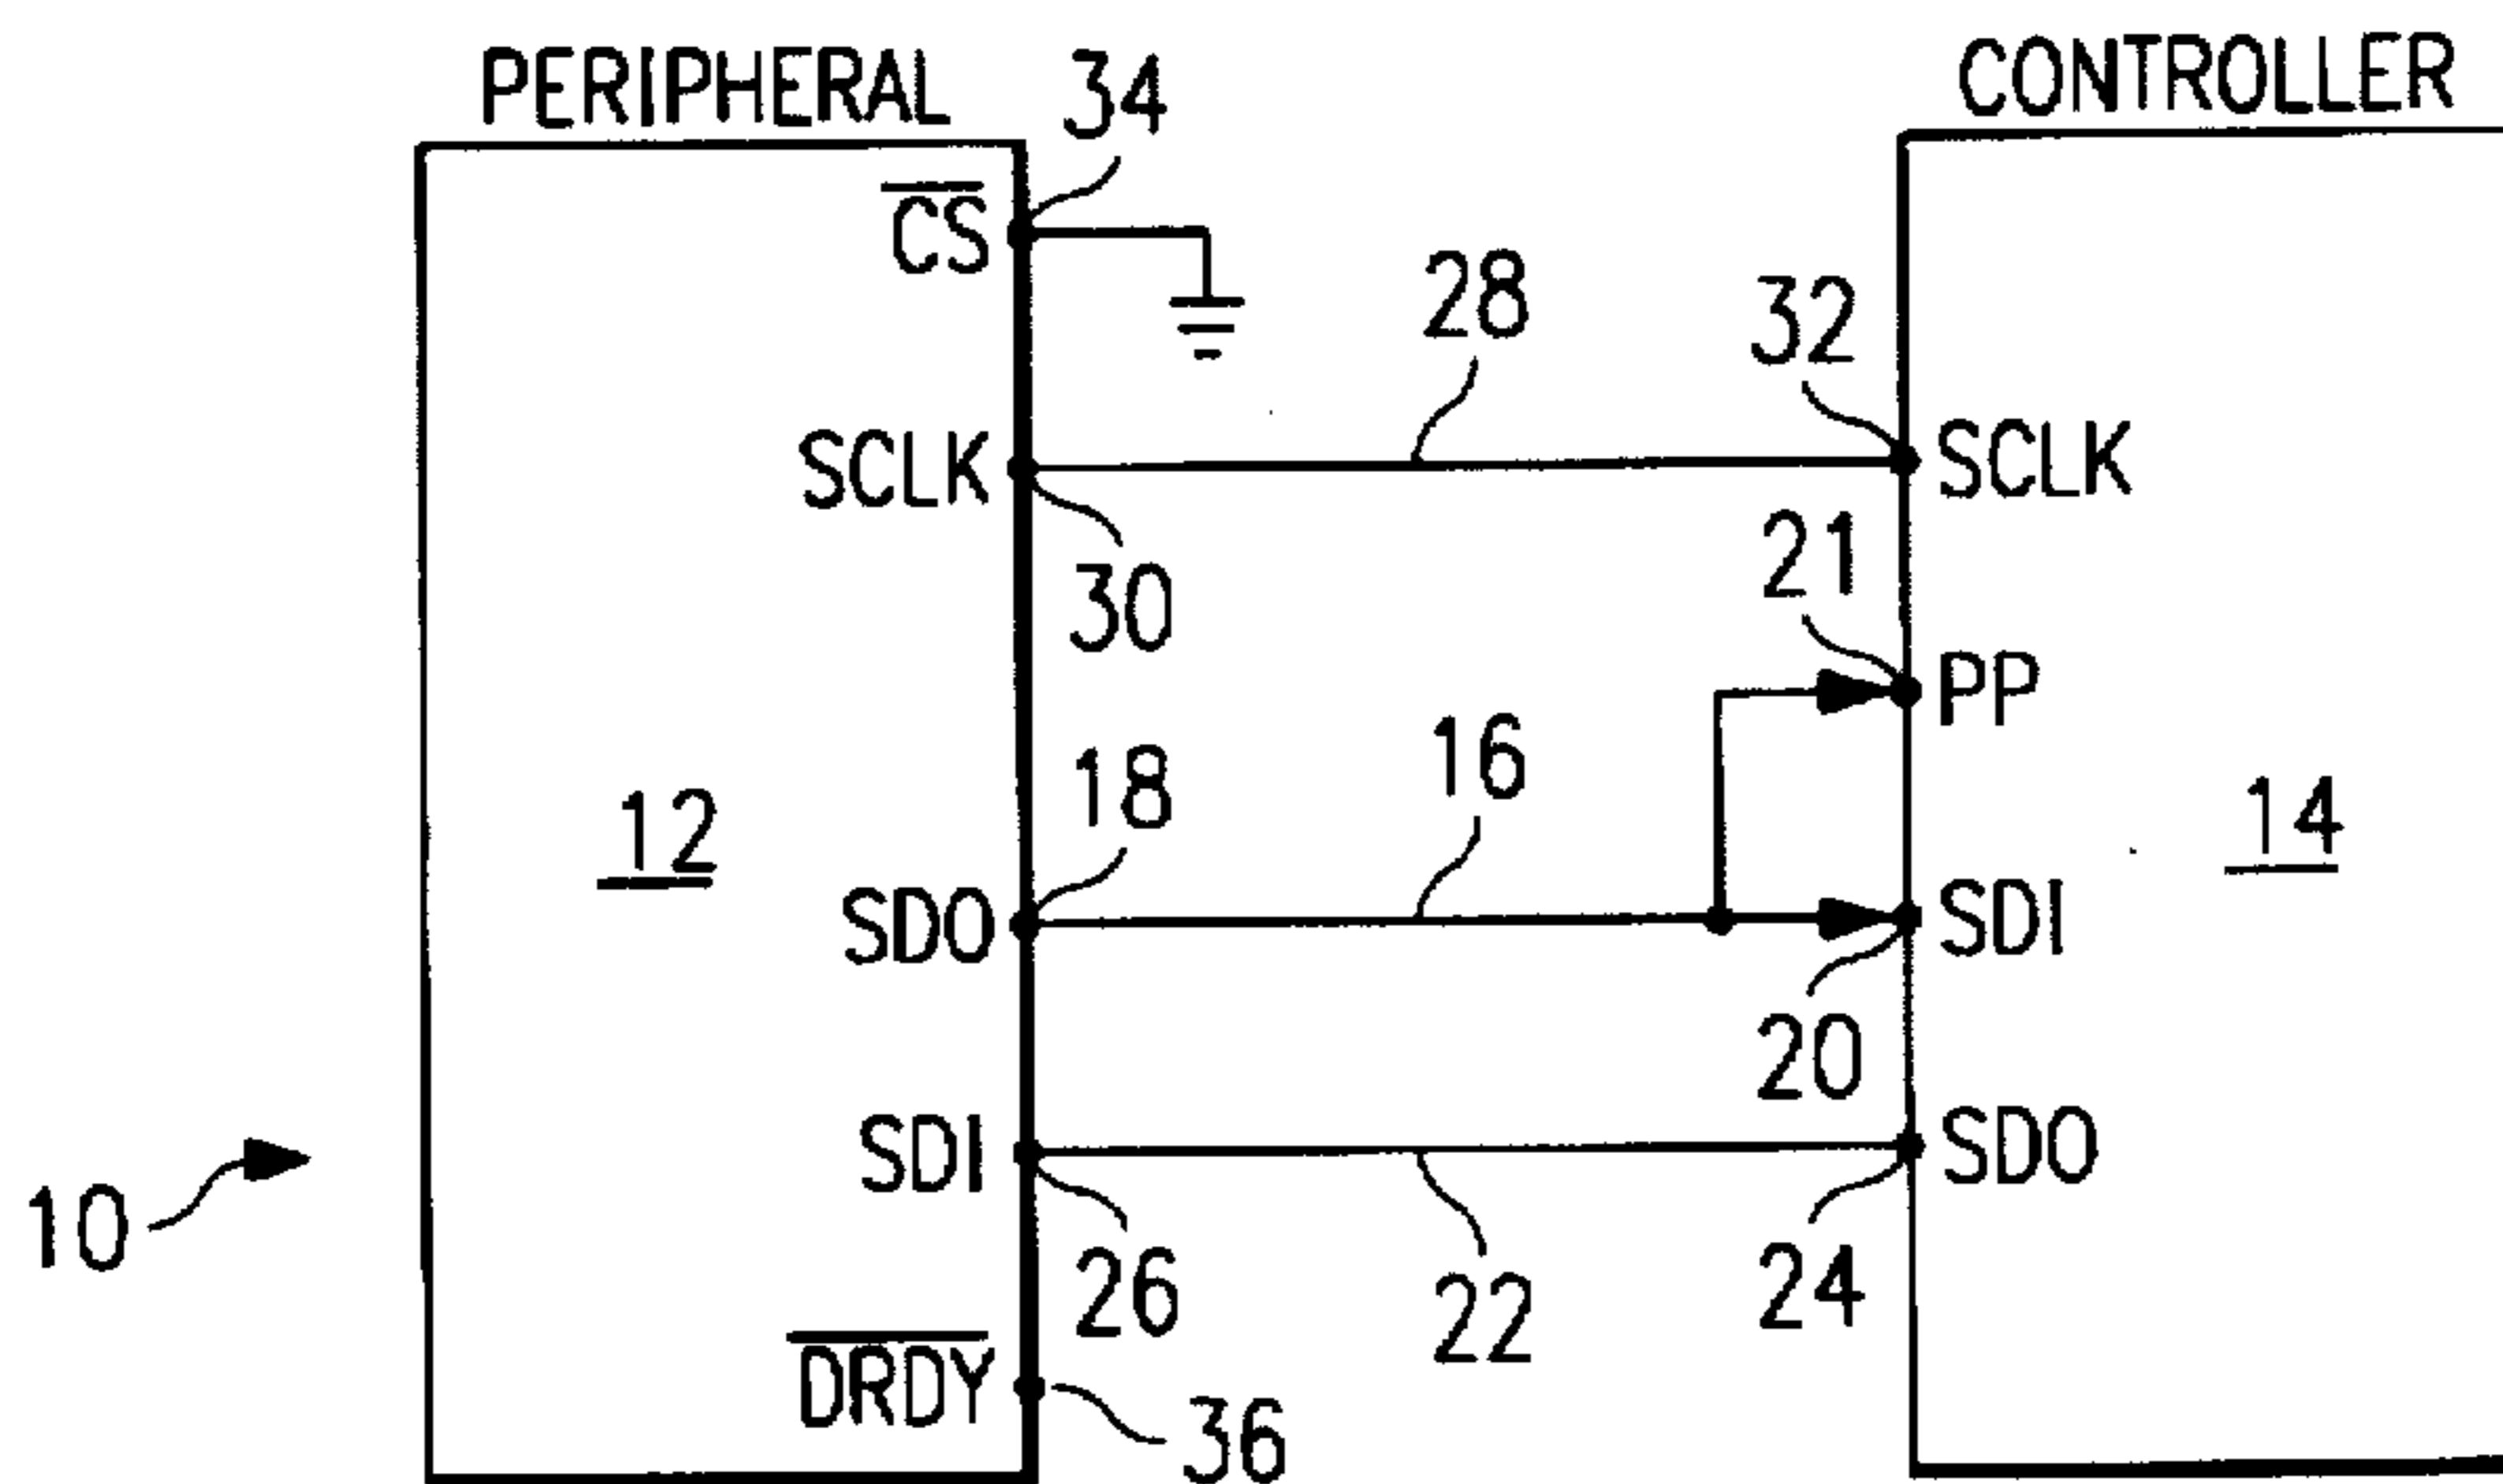 PERIPHERAL
34
CONTROLLER
CS
28
32
SCLK
SCLK
21
30
PP
18
16
12
14
SDO
SDI
20
SDI
SDO
10
26
22
24
DRDY
36